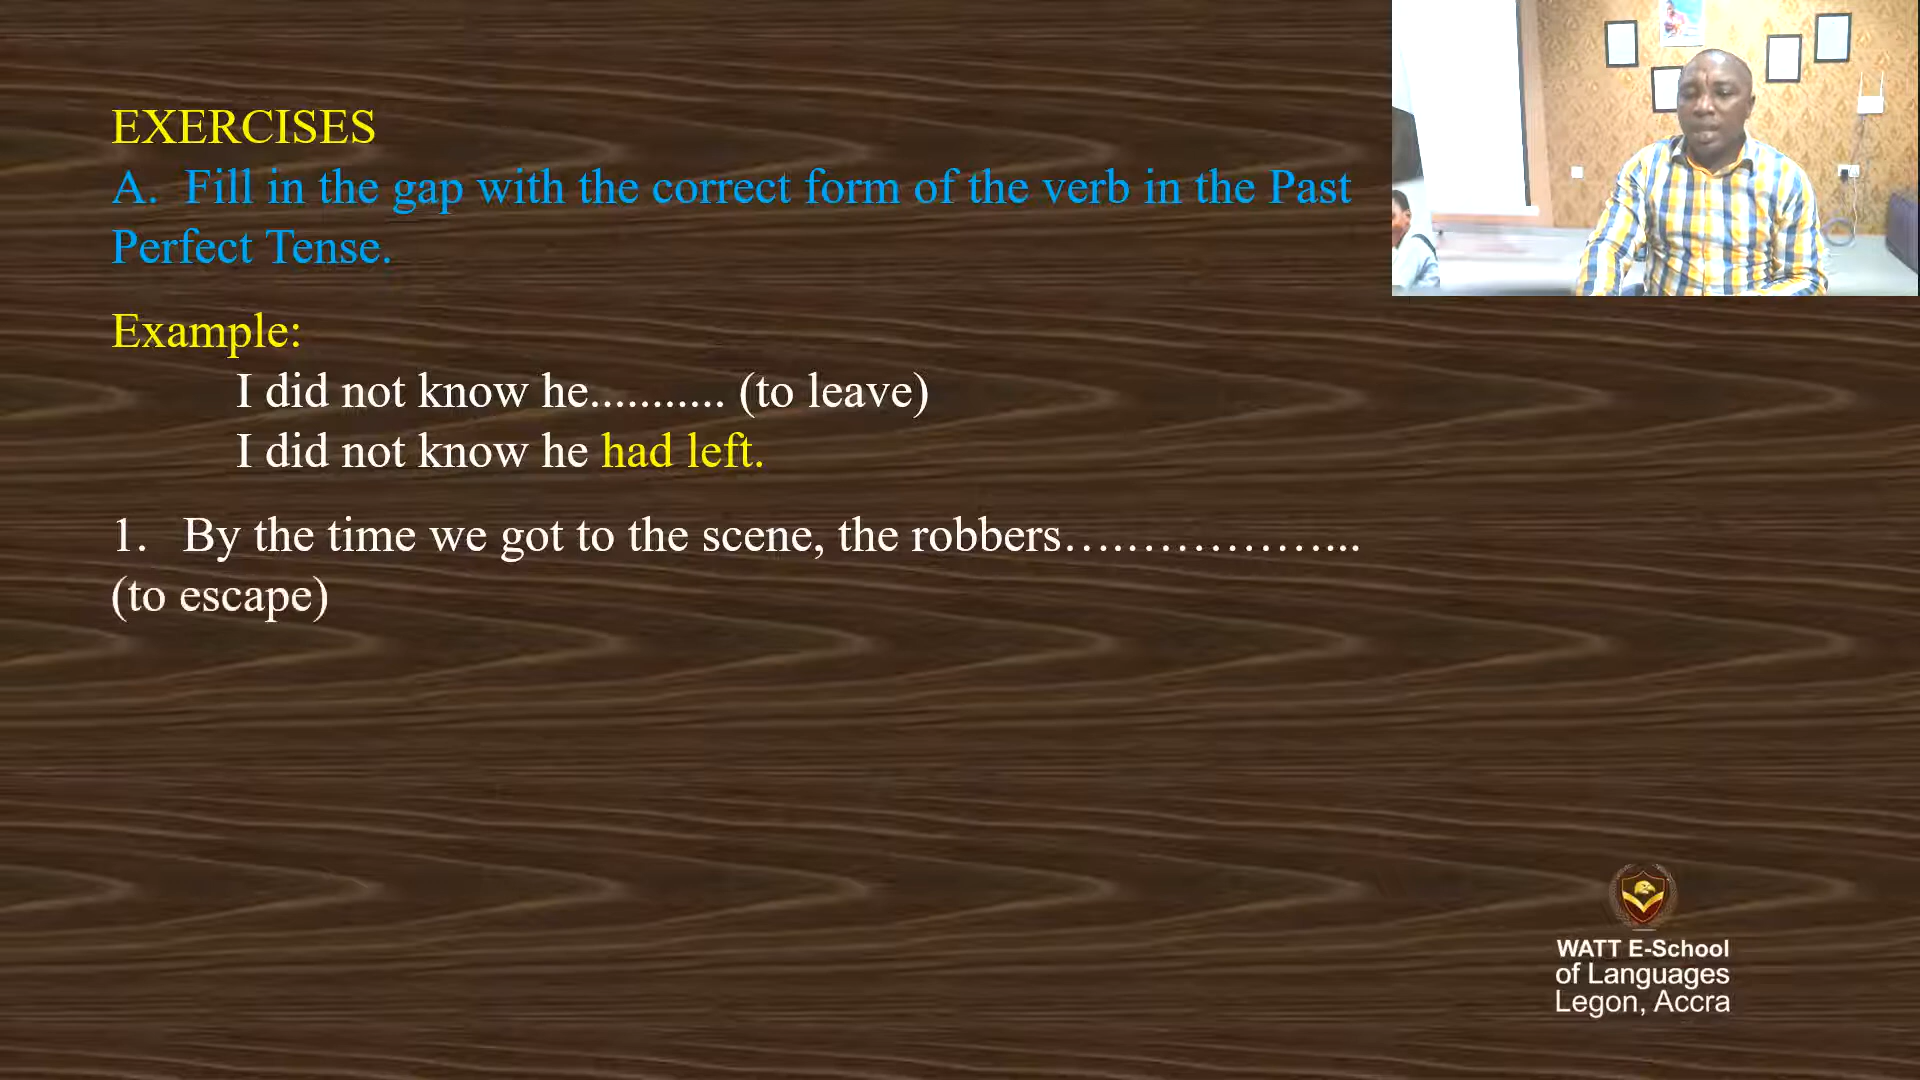 EXERCISES
A. Fill in the gap with the correct form of the verb in the Past
Perfect Tense.
Example:
I did not know he........... (to leave)
I did not know he had left.
1. By the time we got to the scene, the robbers….……………...
(to escape)
WATT E-School
of Languages
Legon, Accra